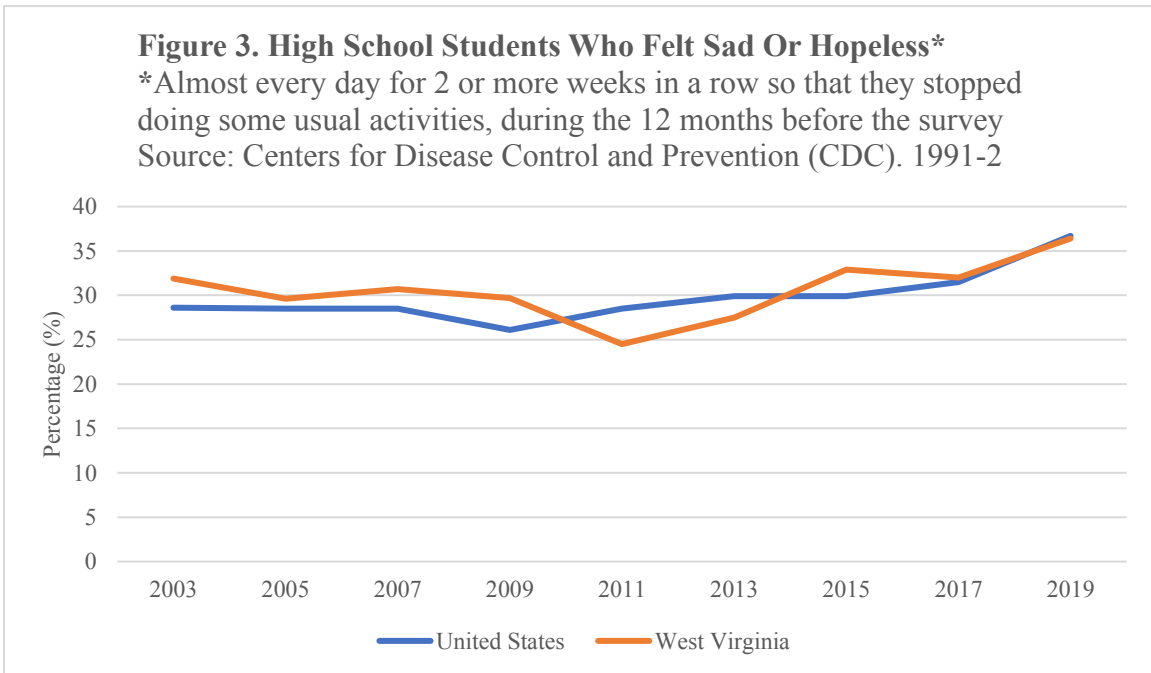 Figure 3. High School Students Who Felt Sad Or Hopeless*
*Almost every day for 2 or more weeks in a row so that they stopped
doing some usual activities, during the 12 months before the survey
Source: Centers for Disease Control and Prevention (CDC). 1991-2
Percentage (%)
40
35
30
25
20
15
10
5
0
2003 2005 2007 2009 2011 2013 2015 2017 2019
United States West Virginia